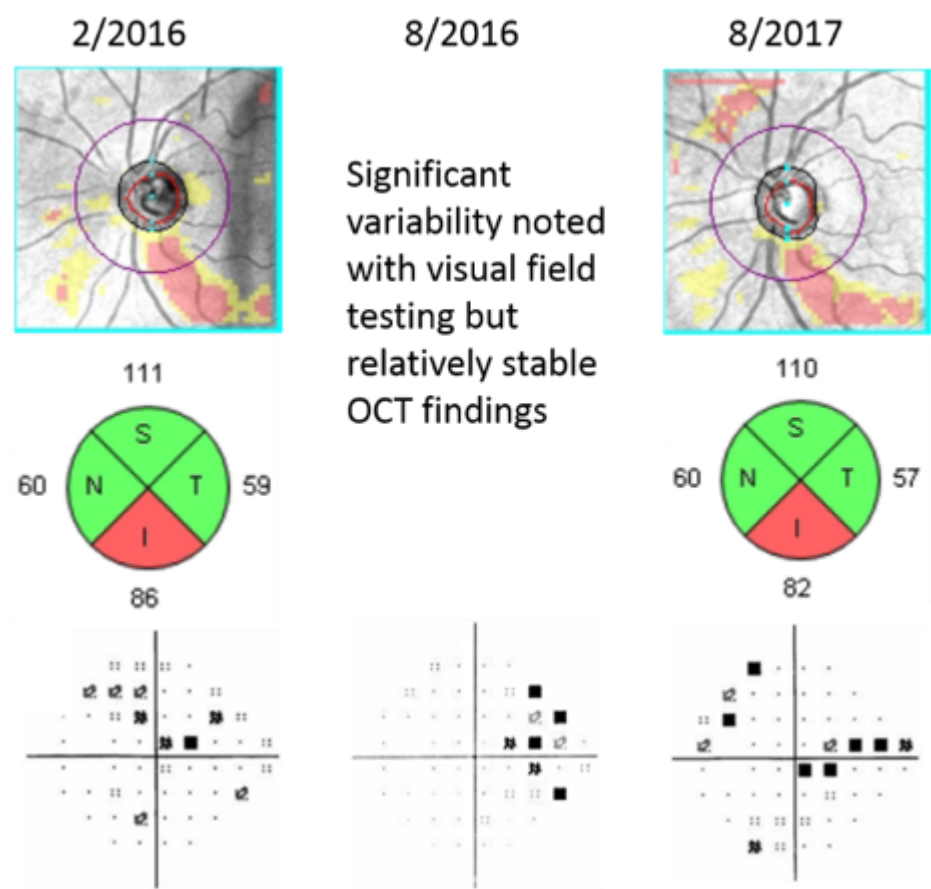 2/2016
8/2016
8/2017
Significant
variability noted
with visual field
testing but
relatively stable
OCT findings
111
S
60 N T 59
I
86
110
S
60 N T 57
I
82